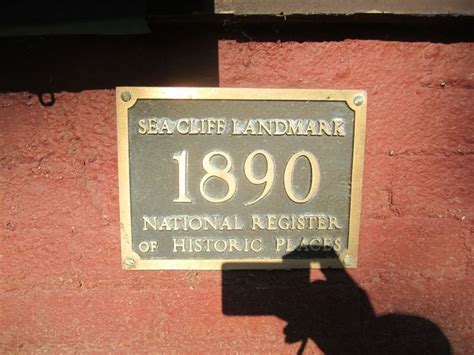 SEA CLIFF LANDMARK
1890
NATIONAL REGISTER
OF HISTORIC PLACES